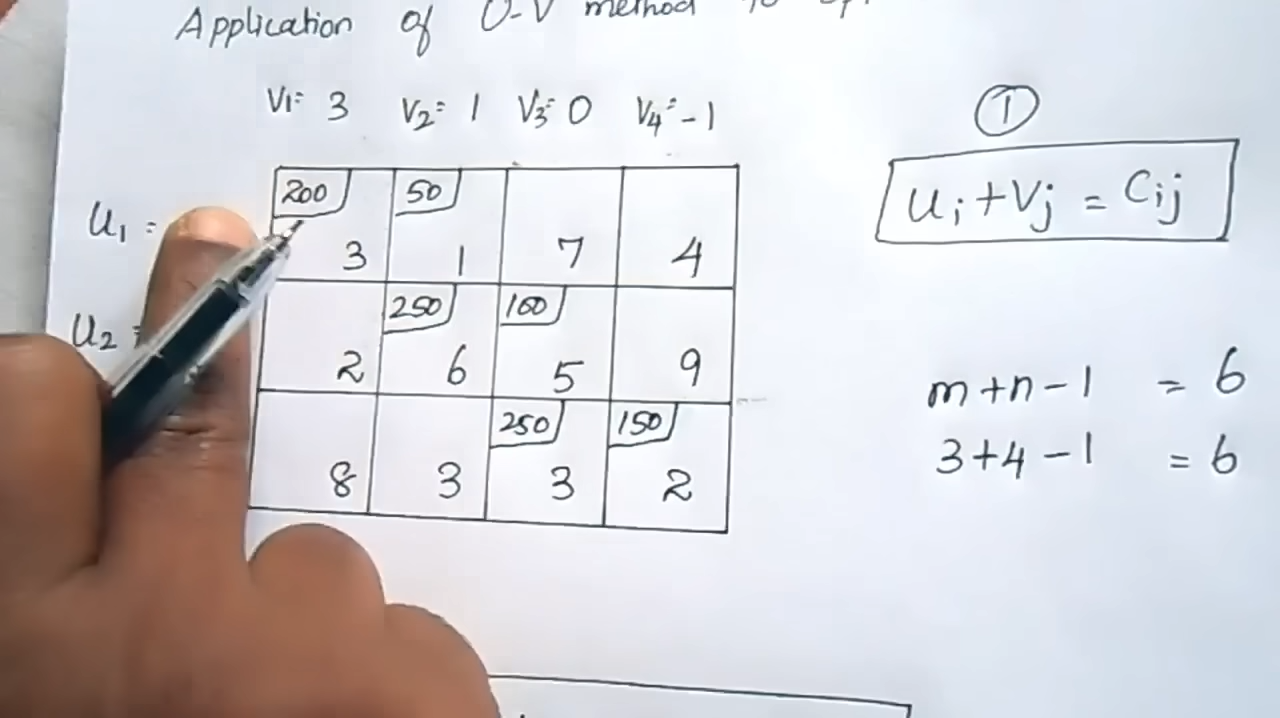 Application of U-V method
V1= 3 V2= 1 V3= 0 V4= -1
1
U1 =
200 50
3 1 7 4
Ui + Vj = Cij
U2 =
250 100
2 6 5 9
250 150
8 3 3 2
m+n-1 = 6
3+4-1 = 6